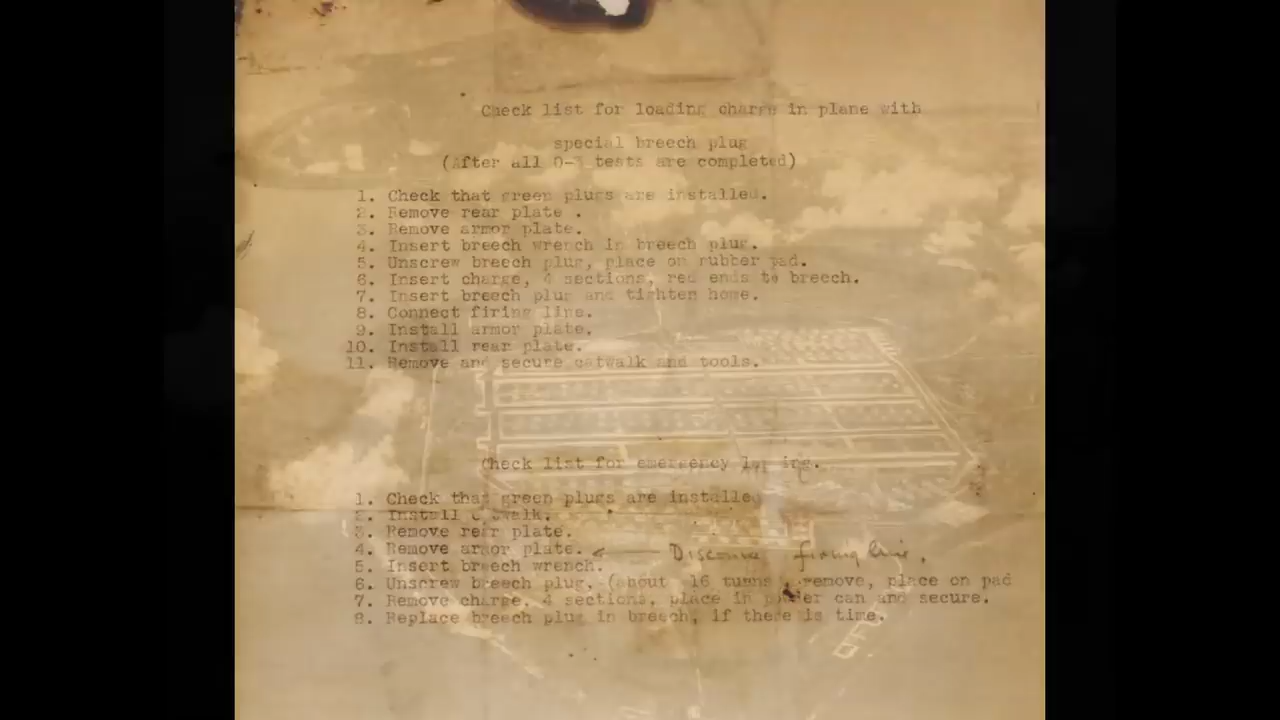 Check list for loading charge in plane with
special breech plug
(After all 0-3 tests are completed)
1. Check that green plugs are installed.
2. Remove rear plate .
3. Remove armor plate.
4. Insert breech wrench in breech plug.
5. Unscrew breech plug, place on rubber pad.
6. Insert charge, 4 sections, red ends to breech.
7. Insert breech plug and tighten home.
8. Connect firing line.
9. Install armor plate.
10. Install rear plate.
11. Remove and secure catwalk and tools.
Check list for emergency
1. Check that green plugs are installed
2. Install catwalk.
3. Remove rear plate.
4. Remove armor plate. ← firing line.
5. Insert breech wrench.
6. Unscrew breech plug, (about 16 turns remove, place on pad
7. Remove charge, 4 sections, place in powder can and secure.
8. Replace breech plug in breech, if there is time.